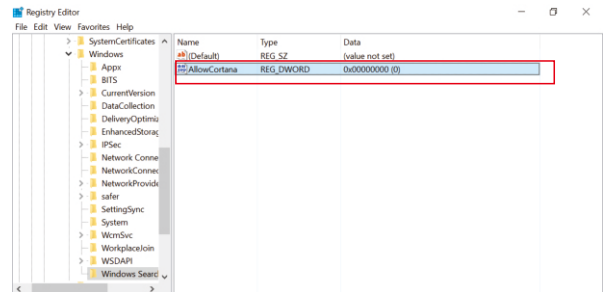 Registry Editor
File Edit View Favorites Help
SystemCertificates
Windows
Appx
BITS
CurrentVersion
DataCollection
DeliveryOptimiz
EnhancedStorag
IPSec
Network Conne
NetworkConnec
NetworkProvide
safer
SettingSync
System
WcmSvc
WorkplaceJoin
WSDAPI
Windows Searc
Name Type Data
(Default) REG_SZ (value not set)
AllowCortana REG_DWORD 0x00000000 (0)